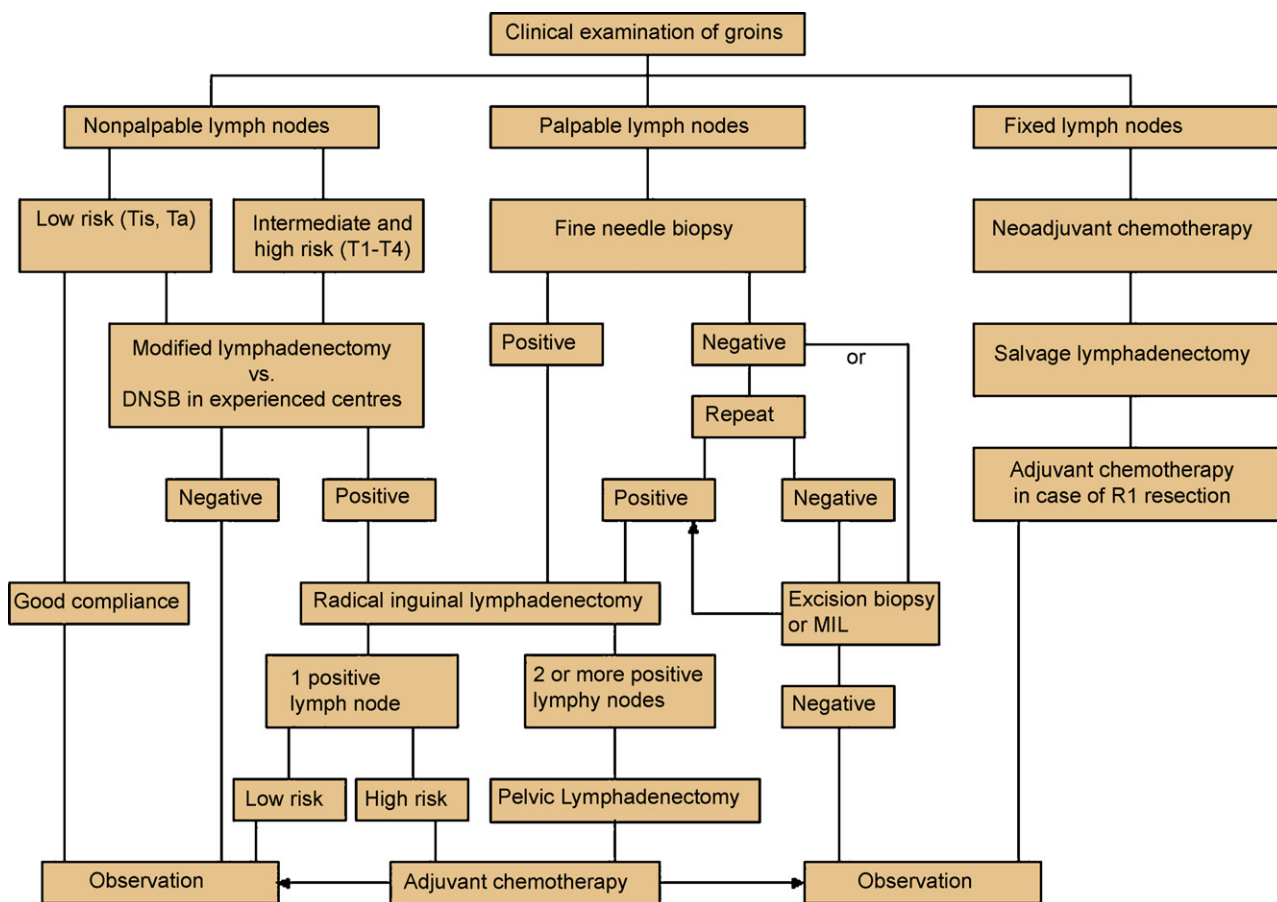 Clinical examination of groins
Nonpalpable lymph nodes
Palpable lymph nodes
Fixed lymph nodes
Low risk (Tis, Ta)
Intermediate and
high risk (T1-T4)
Fine needle biopsy
Neoadjuvant chemotherapy
Modified lymphadenectomy
vs.
DNSB in experienced centres
Positive
Negative
or
Salvage lymphadenectomy
Repeat
Negative
Positive
Positive
Negative
Adjuvant chemotherapy
in case of R1 resection
Good compliance
Radical inguinal lymphadenectomy
Excision biopsy
or MIL
1 positive
lymph node
2 or more positive
lymphy nodes
Negative
Low risk
High risk
Pelvic Lymphadenectomy
Observation
Adjuvant chemotherapy
Observation